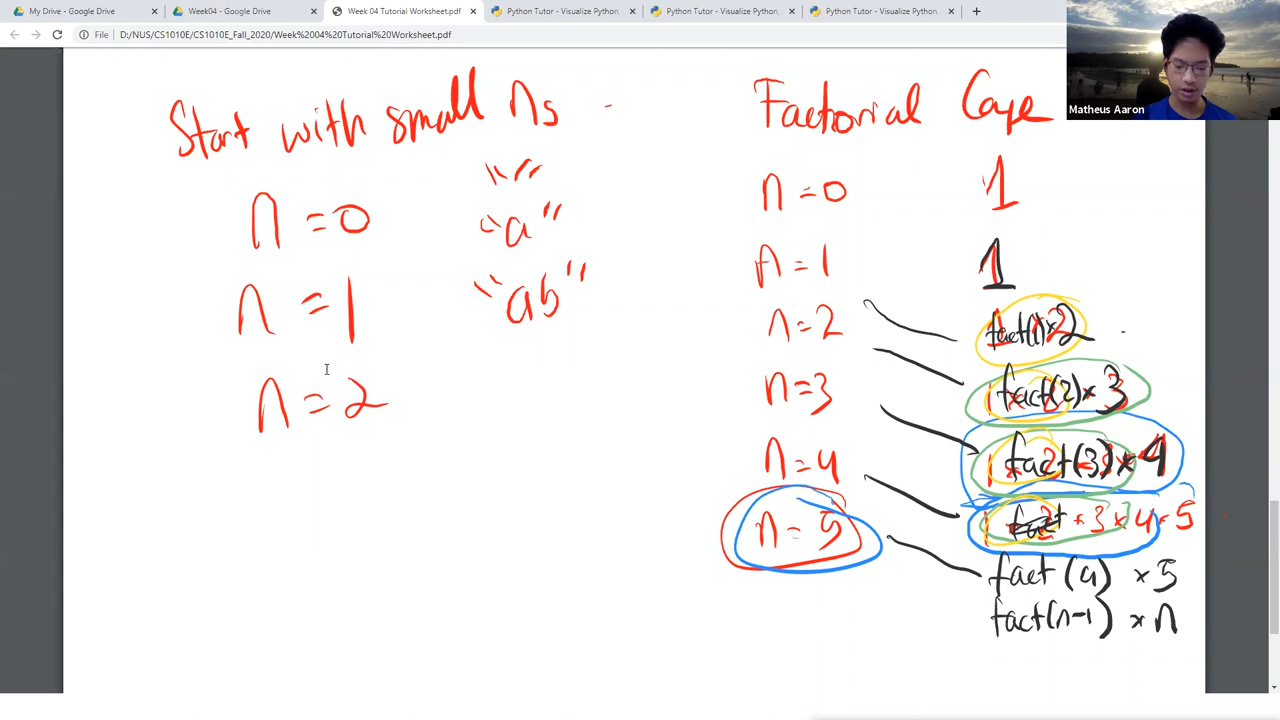 My Drive - Google Drive
Week04 - Google Drive
Week 04 Tutorial Worksheet.pdf
Python Tutor - Visualize Python,
Python Tutor - Visualize Python,
Python Tutor - Visualize Python,
File | D:/NUS/CS1010E/CS1010E_Fall_2020/Week%2004%20Tutorial%20Worksheet.pdf
Matheus Aaron
Start with small ns
""
n = 0 "a"
n = 1 "ab"
n = 2
Factorial Case
n = 0 1
n = 1 1
n = 2 fact(1) × 2
n = 3 fact(2) × 3
n = 4 fact(3) × 4
n = 5 × 3 × 4 × 5
fact (4) × 5
fact(n-1) × n